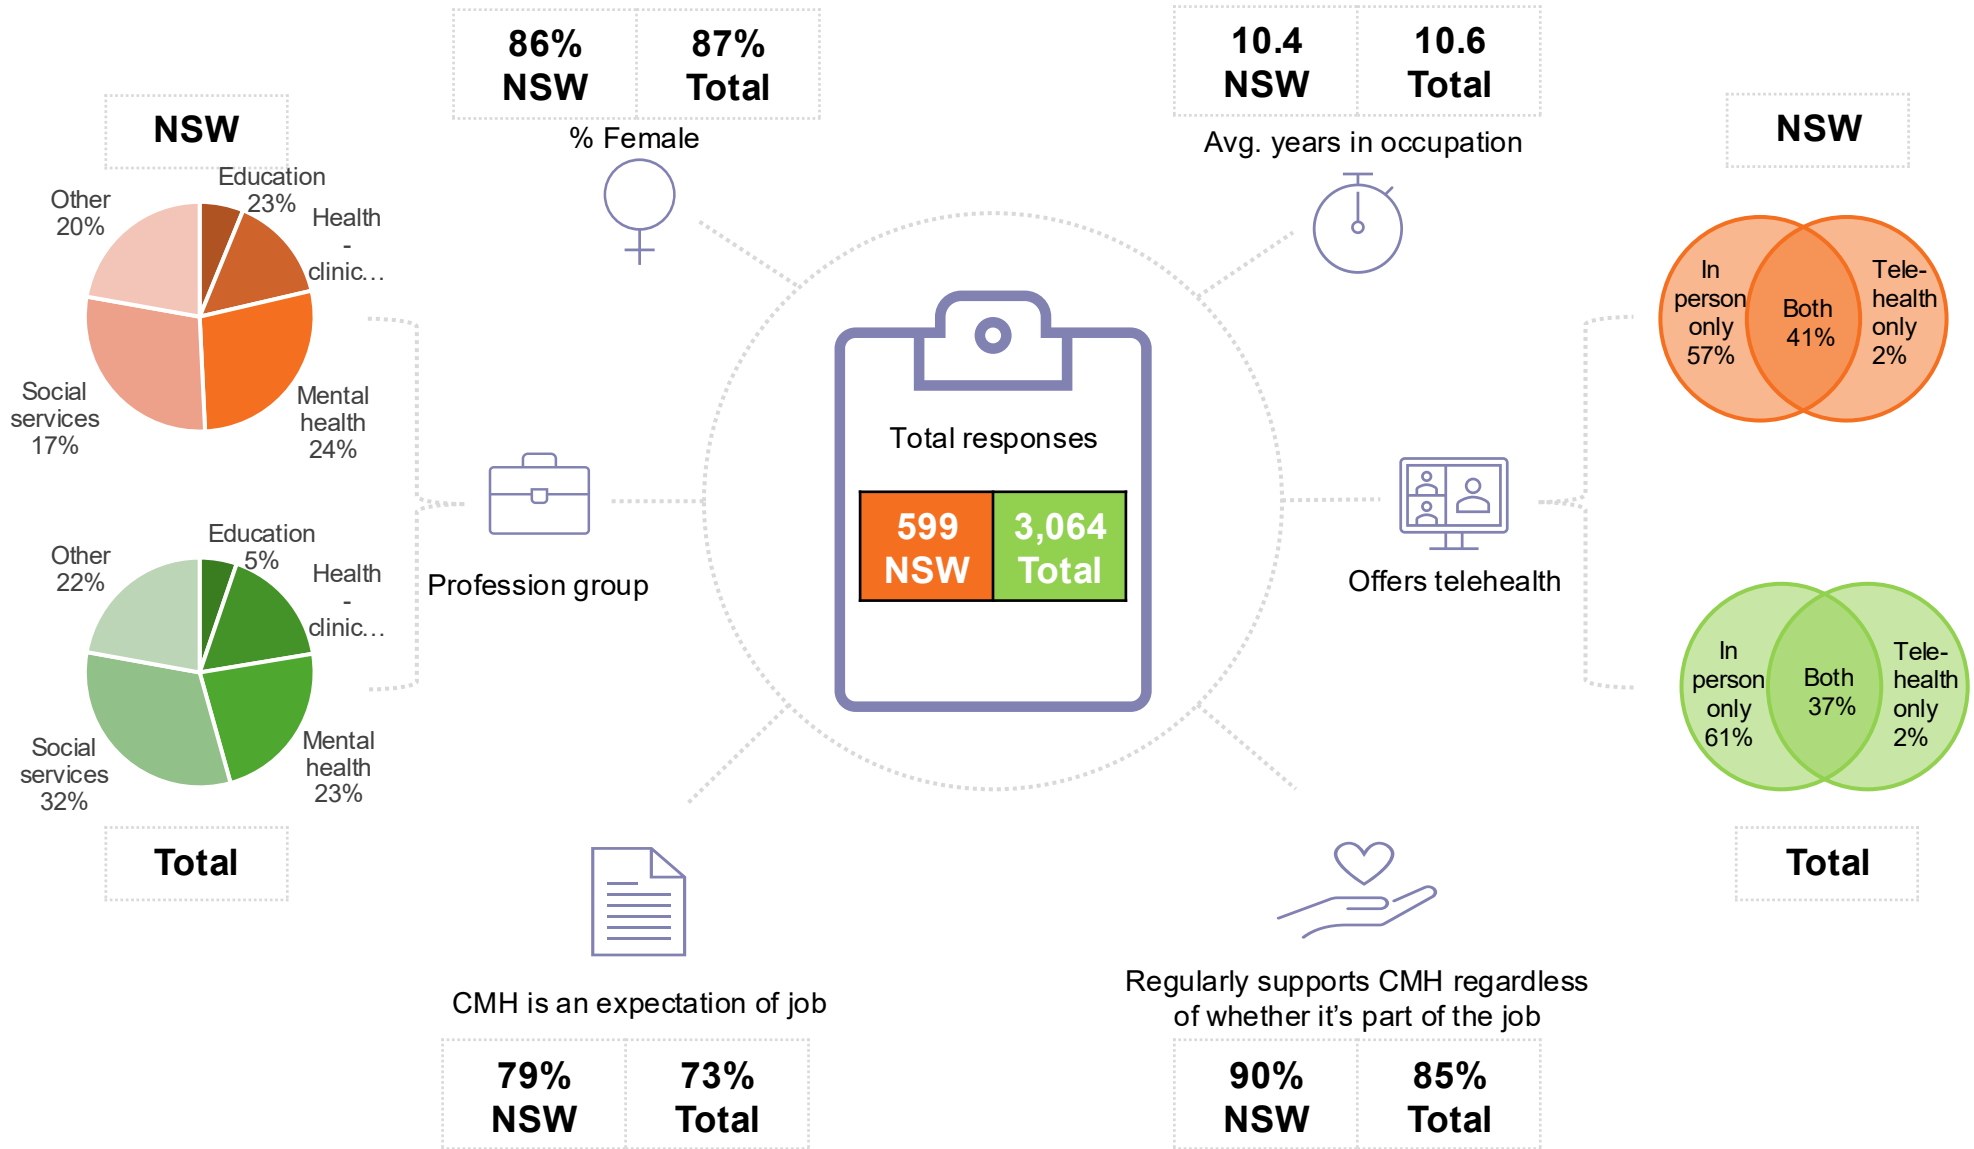 86%
NSW
87%
Total
% Female
10.4
NSW
10.6
Total
Avg. years in occupation
NSW
Education
23%
Health
-
clinic…
Other
20%
Social
services
17%
Mental
health
24%
Education
5%
Health
-
clinic…
Other
22%
Social
services
32%
Mental
health
23%
Total
Profession group
Total responses
599
NSW
3,064
Total
Offers telehealth
NSW
In
person
only
57%
Both
41%
Tele-
health
only
2%
In
person
only
61%
Both
37%
Tele-
health
only
2%
Total
CMH is an expectation of job
79%
NSW
73%
Total
Regularly supports CMH regardless
of whether it’s part of the job
90%
NSW
85%
Total